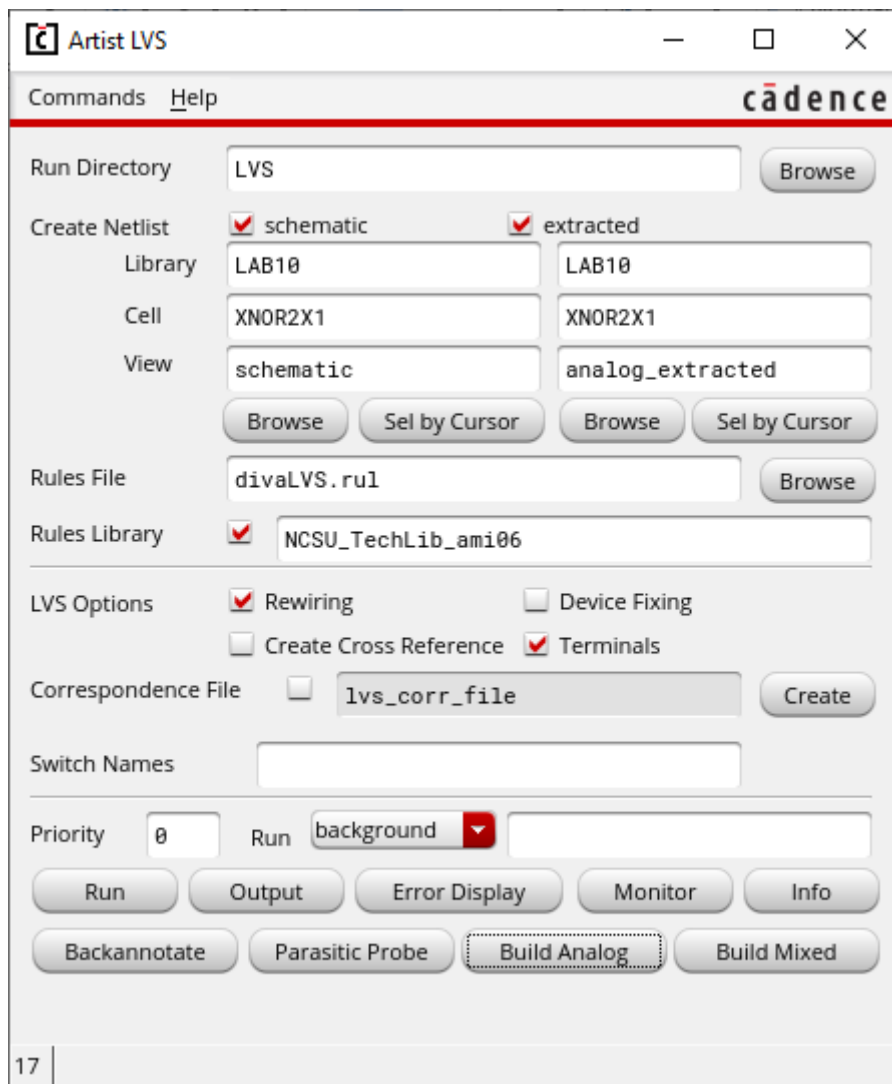 Artist LVS
Commands Help cādence
Run Directory LVS Browse
Create Netlist schematic extracted
Library LAB10 LAB10
Cell XNOR2X1 XNOR2X1
View schematic analog_extracted
Browse Sel by Cursor Browse Sel by Cursor
Rules File divaLVS.rul Browse
Rules Library NCSU_TechLib_ami06
LVS Options Rewiring Device Fixing
Create Cross Reference Terminals
Correspondence File lvs_corr_file Create
Switch Names
Priority 0 Run background
Run Output Error Display Monitor Info
Backannotate Parasitic Probe Build Analog Build Mixed
17